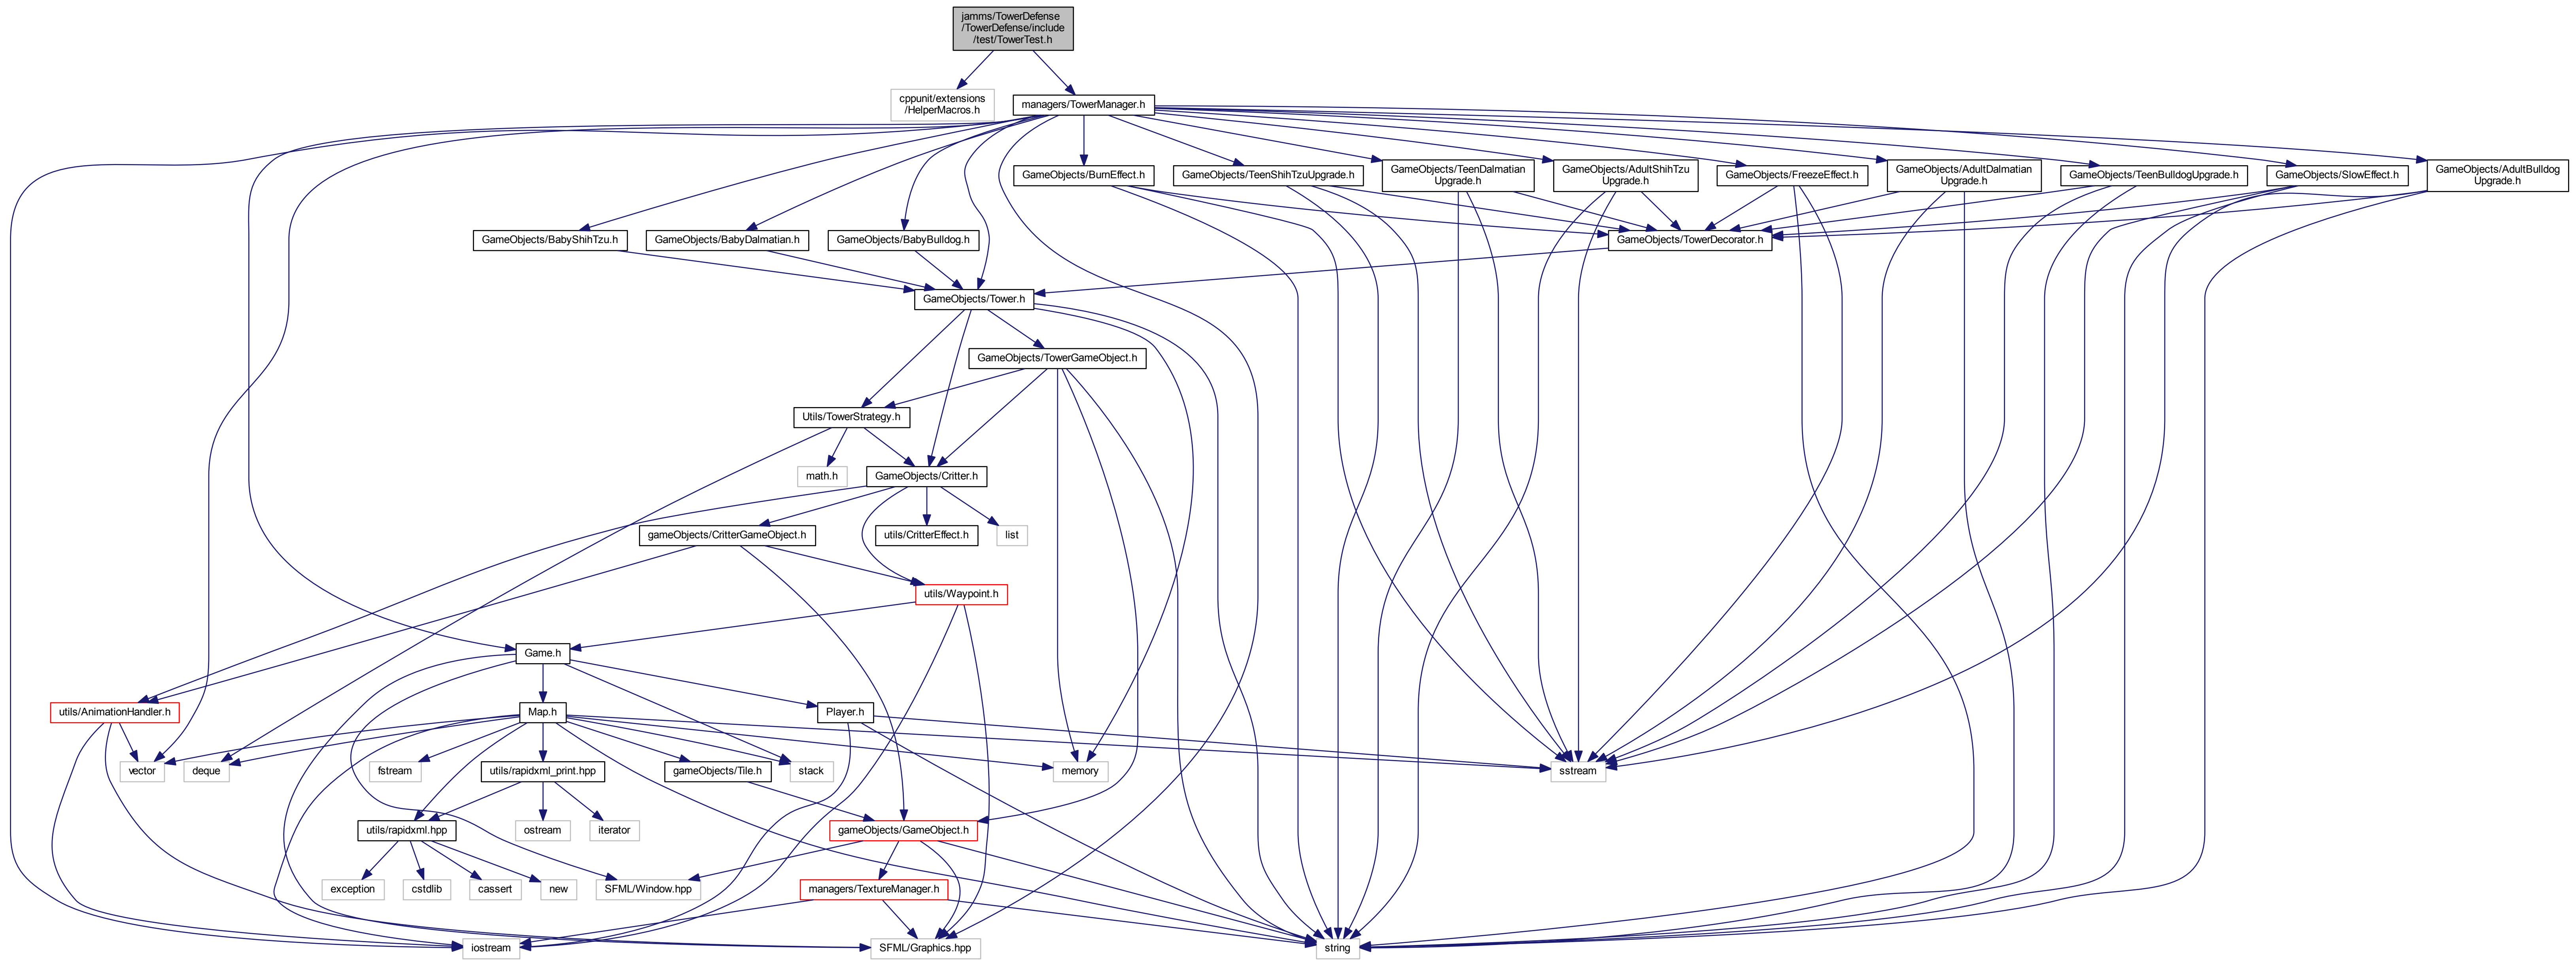 jamms/TowerDefense
/TowerDefense/include
/test/TowerTest.h
cppunit/extensions
/HelperMacros.h
managers/TowerManager.h
GameObjects/BurnEffect.h
GameObjects/TeenShihTzuUpgrade.h
GameObjects/TeenDalmatian
Upgrade.h
GameObjects/AdultShihTzu
Upgrade.h
GameObjects/FreezeEffect.h
GameObjects/AdultDalmatian
Upgrade.h
GameObjects/TeenBulldogUpgrade.h
GameObjects/SlowEffect.h
GameObjects/AdultBulldog
Upgrade.h
GameObjects/BabyShihTzu.h
GameObjects/BabyDalmatian.h
GameObjects/BabyBulldog.h
GameObjects/TowerDecorator.h
GameObjects/Tower.h
GameObjects/TowerGameObject.h
Utils/TowerStrategy.h
math.h
GameObjects/Critter.h
gameObjects/CritterGameObject.h
utils/CritterEffect.h
list
utils/Waypoint.h
Game.h
utils/AnimationHandler.h
Map.h
Player.h
vector
deque
fstream
utils/rapidxml_print.hpp
gameObjects/Tile.h
stack
memory
sstream
utils/rapidxml.hpp
ostream
iterator
gameObjects/GameObject.h
exception
cstdlib
cassert
new
SFML/Window.hpp
managers/TextureManager.h
iostream
SFML/Graphics.hpp
string